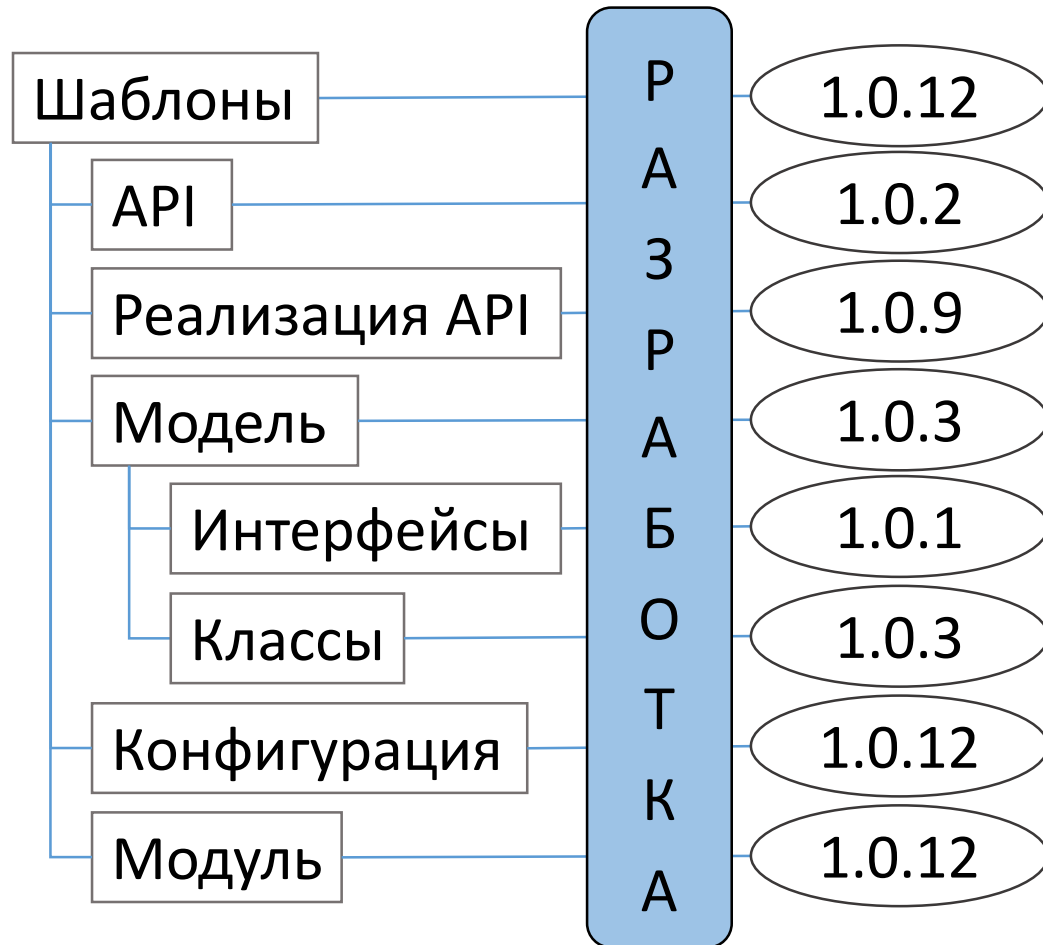 Шаблоны
1.0.12
API
1.0.2
Реализация API
1.0.9
Модель
1.0.3
Интерфейсы
1.0.1
Классы
1.0.3
Конфигурация
1.0.12
Модуль
1.0.12
РАЗРАБОТКА